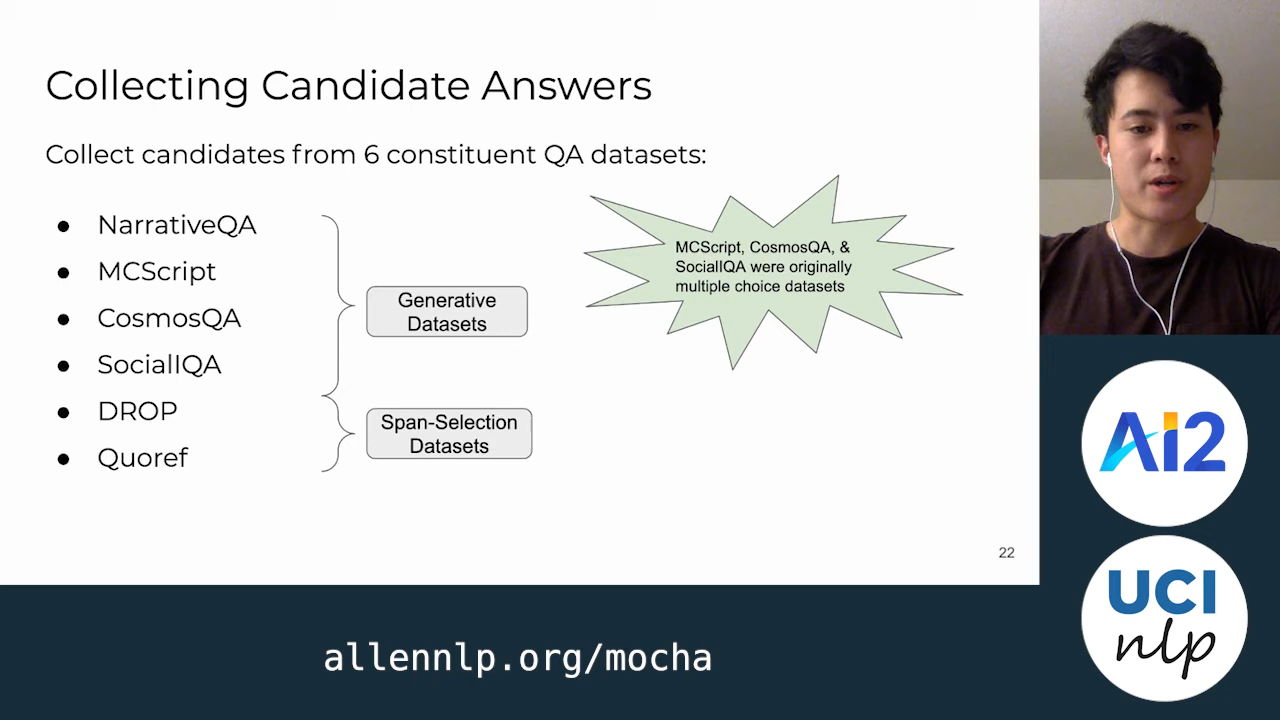 Collecting Candidate Answers
Collect candidates from 6 constituent QA datasets:
● NarrativeQA
● MCScript
● CosmosQA
● SocialIQA
● DROP
● Quoref
Generative
Datasets
Span-Selection
Datasets
MCScript, CosmosQA, &
SocialIQA were originally
multiple choice datasets
22
Ai2
UCI
nlp
allennlp.org/mocha